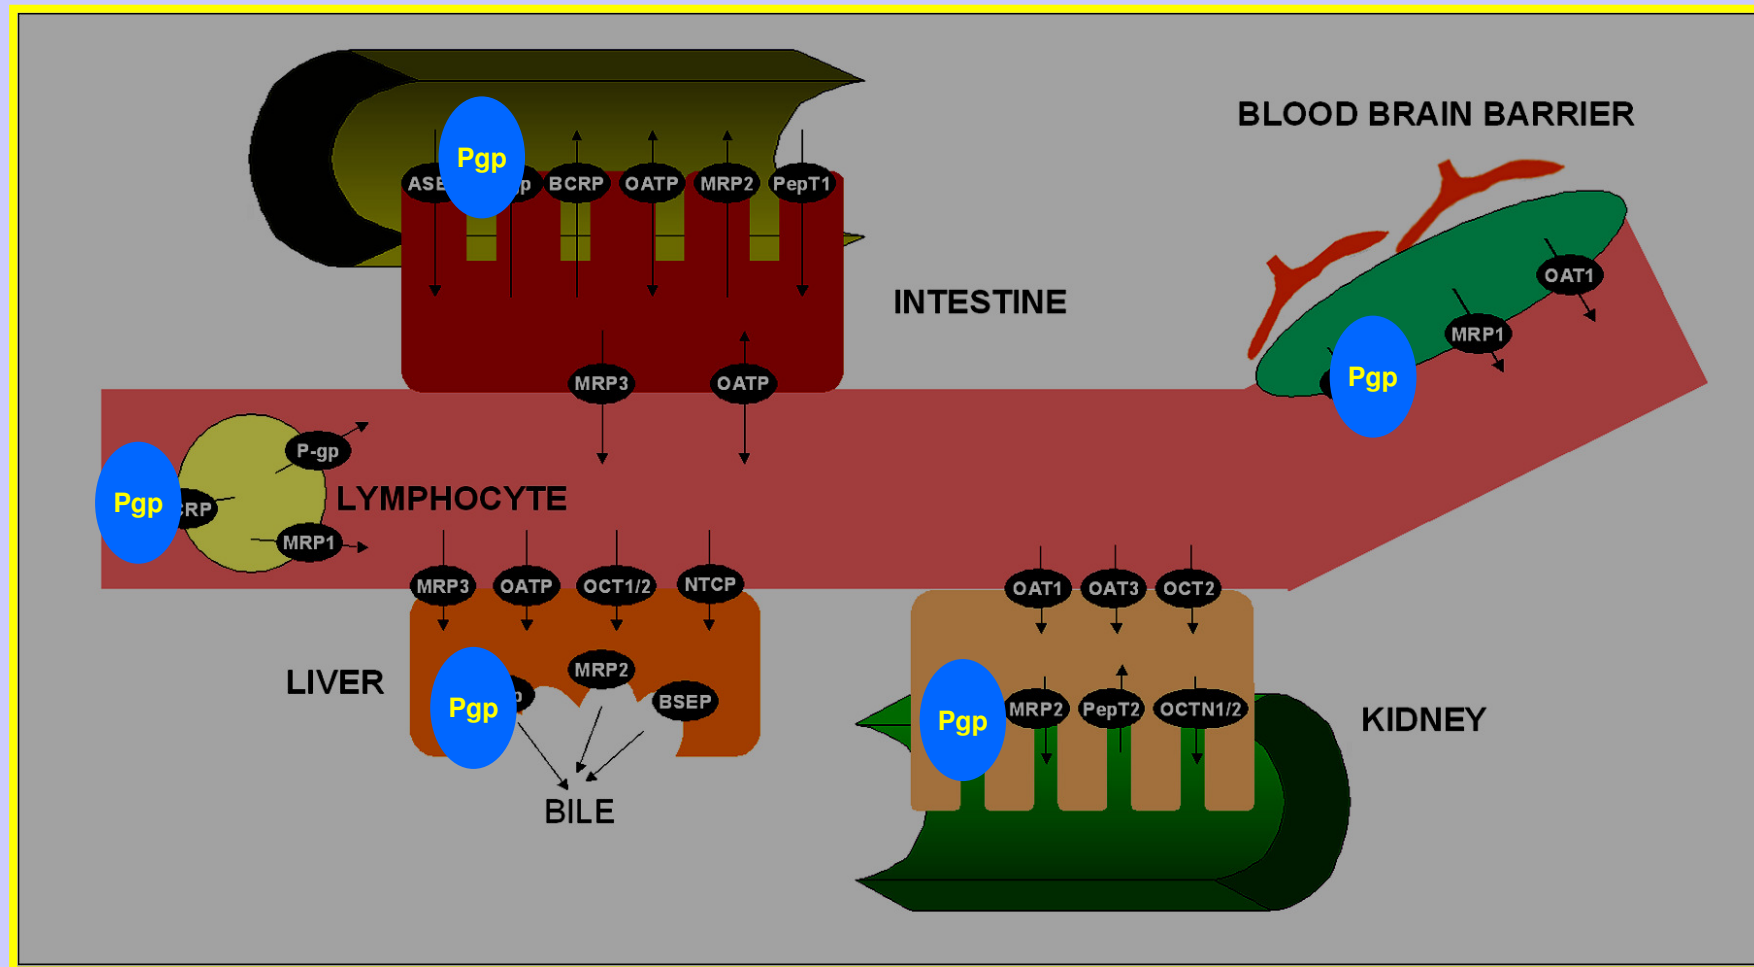 BLOOD BRAIN BARRIER
Pgp
BCRP
OATP
MRP2
PepT1
OAT1
INTESTINE
MRP1
Pgp
MRP3
OATP
P-gp
Pgp
LYMPHOCYTE
MRP1
MRP3
OATP
OCT1/2
NTCP
OAT1
OAT3
OCT2
LIVER
MRP2
Pgp
BSEP
Pgp
MRP2
PepT2
OCTN1/2
KIDNEY
BILE